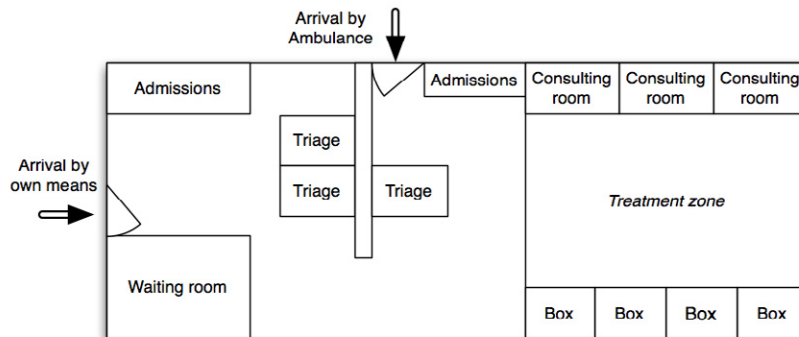 Arrival by
Ambulance
Admissions
Admissions
Consulting
room
Consulting
room
Consulting
room
Triage
Arrival by
own means
Triage
Triage
Treatment zone
Waiting room
Box
Box
Box
Box